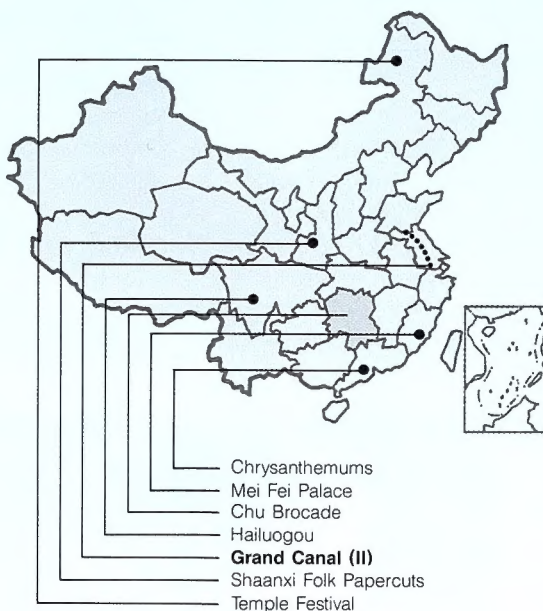 Chrysanthemums
Mei Fei Palace
Chu Brocade
Hailuogou
Grand Canal (II)
Shaanxi Folk Papercuts
Temple Festival